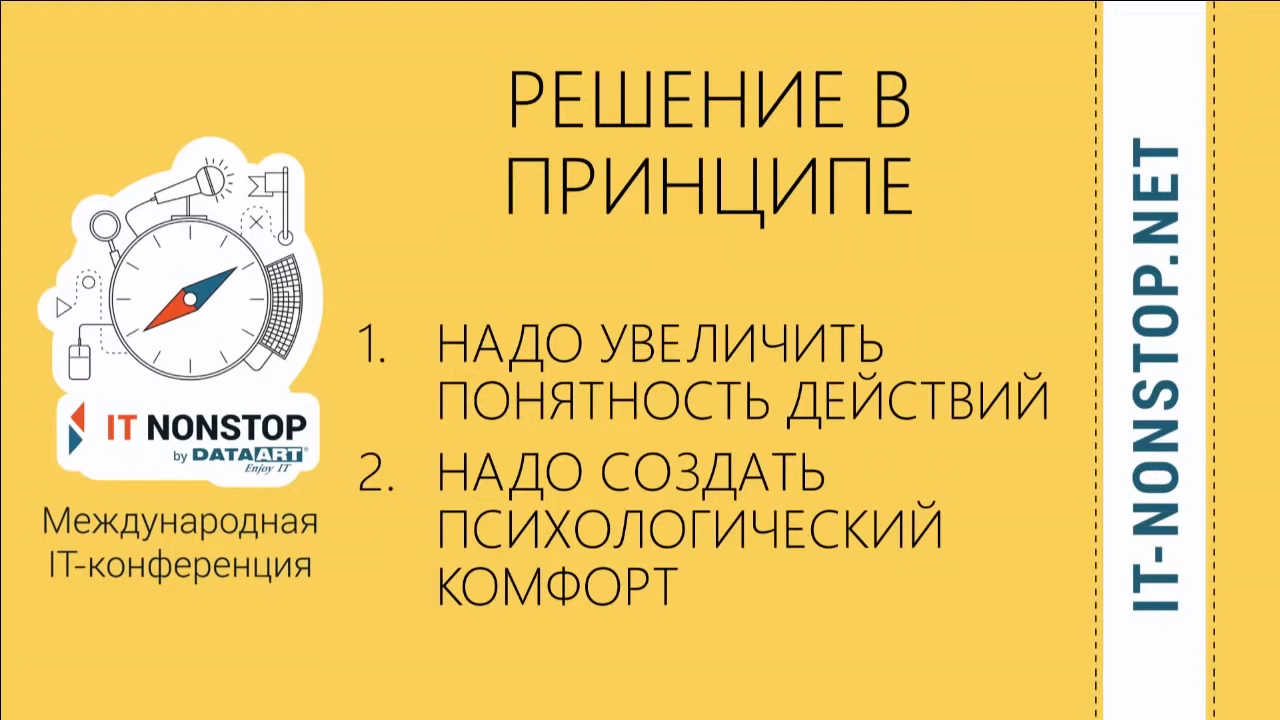 РЕШЕНИЕ В
ПРИНЦИПЕ
1. НАДО УВЕЛИЧИТЬ
ПОНЯТНОСТЬ ДЕЙСТВИЙ
2. НАДО СОЗДАТЬ
ПСИХОЛОГИЧЕСКИЙ
КОМФОРТ
IT NONSTOP
by DATAART®
Enjoy IT
Международная
IT-конференция
IT-NONSTOP.NET